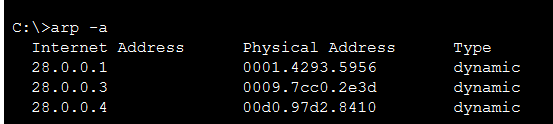 C:\>arp -a
Internet Address Physical Address Type
28.0.0.1 0001.4293.5956 dynamic
28.0.0.3 0009.7cc0.2e3d dynamic
28.0.0.4 00d0.97d2.8410 dynamic